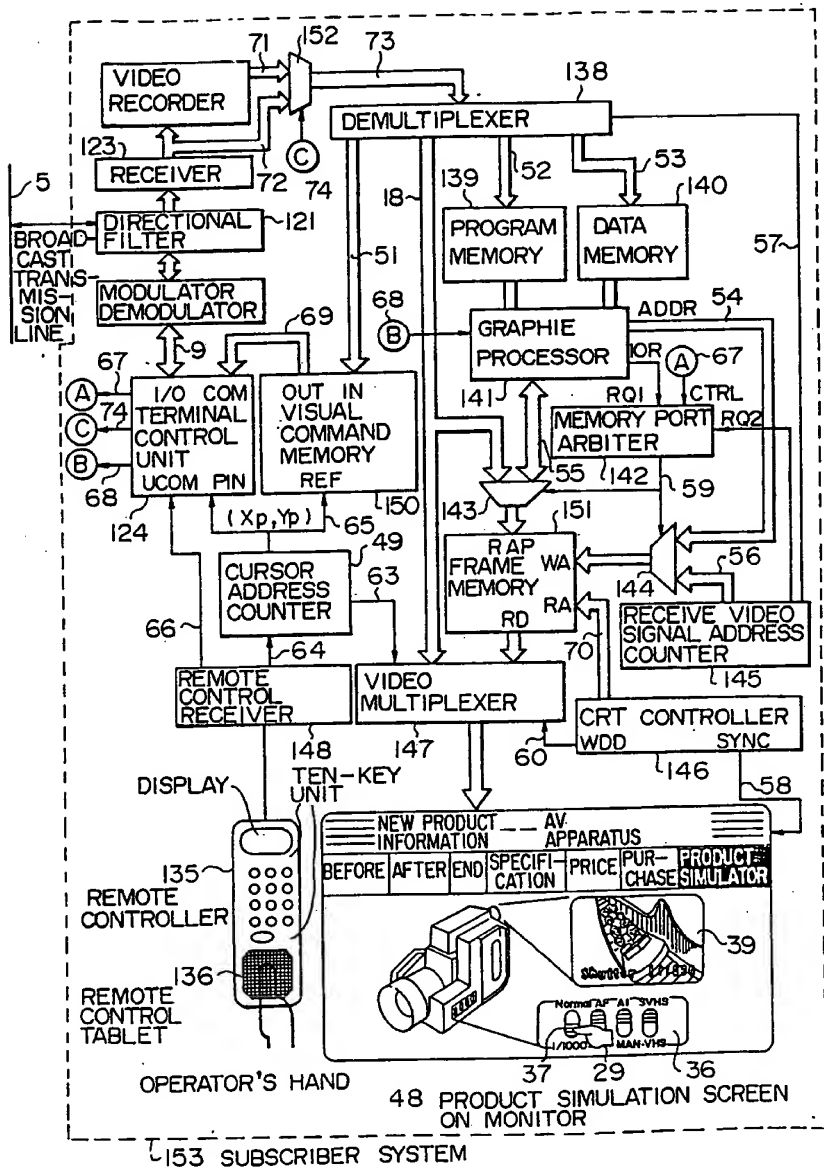 71
152
73
VIDEO
RECORDER
138
DEMULTIPLEXER
123
RECEIVER
72
C
74
5
18
52
53
139
140
PROGRAM
MEMORY
DATA
MEMORY
57
BROAD
CAST
TRANS-
MIS-
SION
LINE
DIRECTIONAL
FILTER
121
51
MODULATOR
DEMODULATOR
69
9
68
B
GRAPHIE
PROCESSOR
141
ADDR
54
IOR
A
67
RQ1
CTRL
RQ2
MEMORY PORT
ARBITER
142
67
A
74
C
B
68
I/O COM
TERMINAL
CONTROL
UNIT
UCOM PIN
124
OUT IN
VISUAL
COMMAND
MEMORY
REF
150
55
59
143
151
(Xp,Yp)
65
49
63
CURSOR
ADDRESS
COUNTER
RAP
FRAME
MEMORY
WA
RA
RD
144
56
66
64
70
RECEIVE VIDEO
SIGNAL ADDRESS
COUNTER
145
REMOTE
CONTROL
RECEIVER
148
VIDEO
MULTIPLEXER
147
60
CRT CONTROLLER
WDD SYNC
146
58
DISPLAY
TEN-KEY
UNIT
135
REMOTE
CONTROLLER
136
REMOTE
CONTROL
TABLET
OPERATOR'S HAND
NEW PRODUCT
INFORMATION
AV.
APPARATUS
BEFORE
AFTER
END
SPECIFI-
CATION
PRICE
PUR-
CHASE
PRODUCT
SIMULATOR
39
Shutter
Normal AF AI SVHS
1/1000 MAN-VHS
37
29
36
48 PRODUCT SIMULATION SCREEN
ON MONITOR
153 SUBSCRIBER SYSTEM